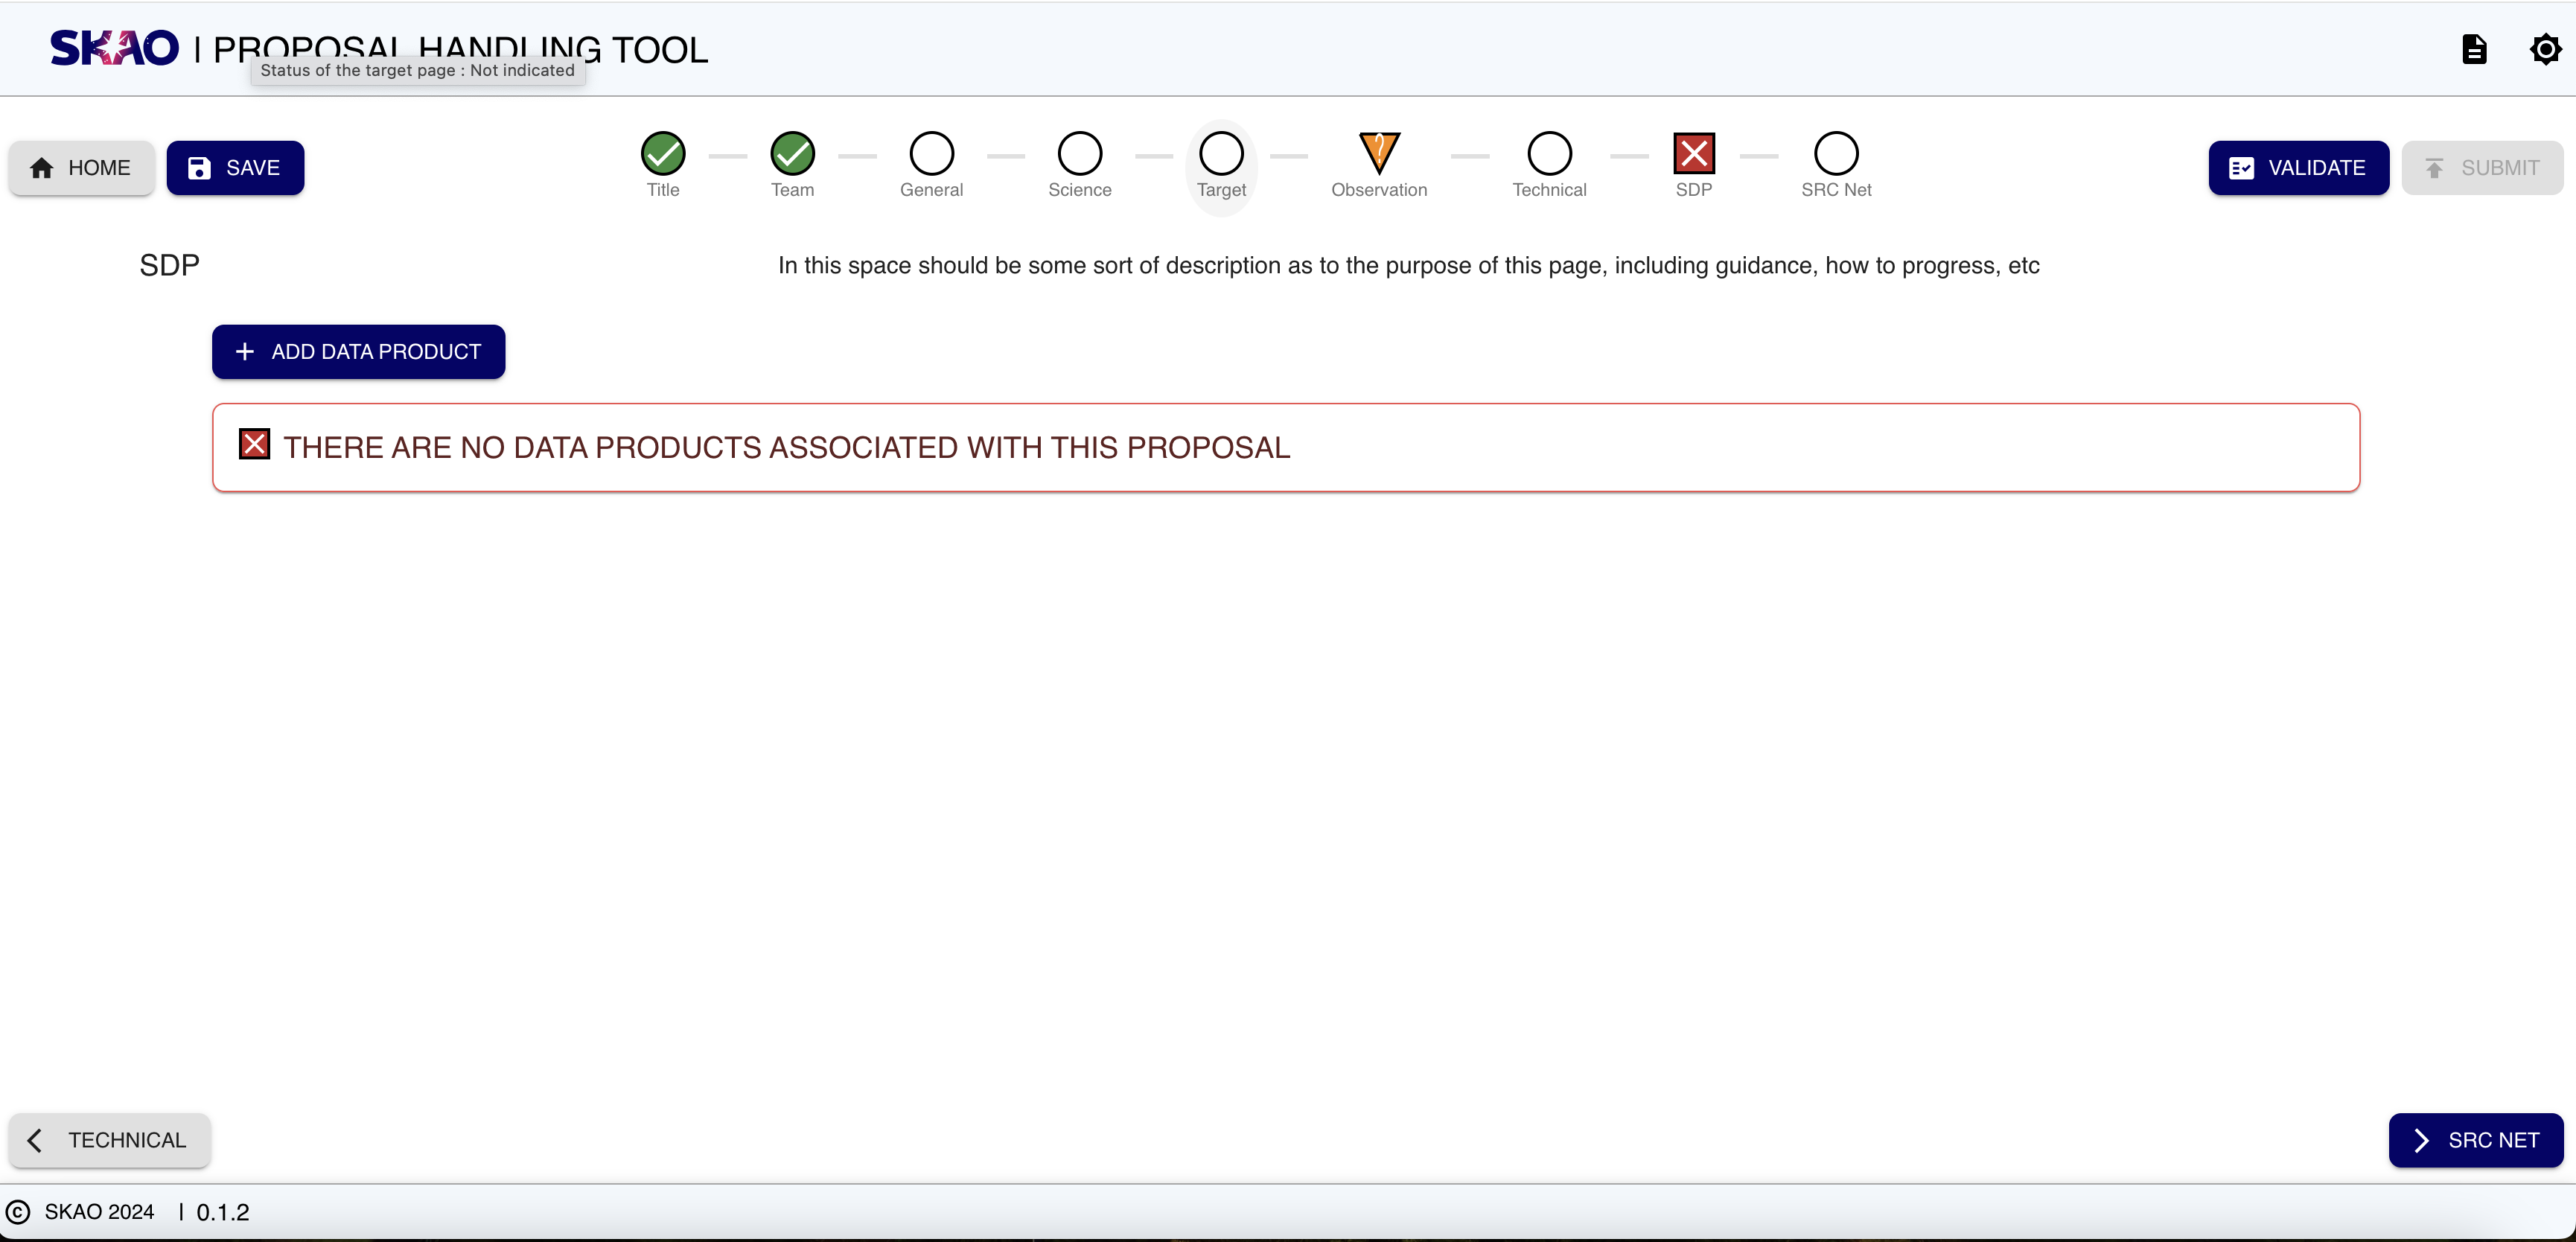 SKAO | PROPOSAL HANDLING TOOL
Status of the target page : Not indicated
HOME
SAVE
Title
Team
General
Science
Target
?
Observation
Technical
SDP
SRC Net
VALIDATE
SUBMIT
SDP
In this space should be some sort of description as to the purpose of this page, including guidance, how to progress, etc
+ ADD DATA PRODUCT
THERE ARE NO DATA PRODUCTS ASSOCIATED WITH THIS PROPOSAL
TECHNICAL
SRC NET
© SKAO 2024 | 0.1.2